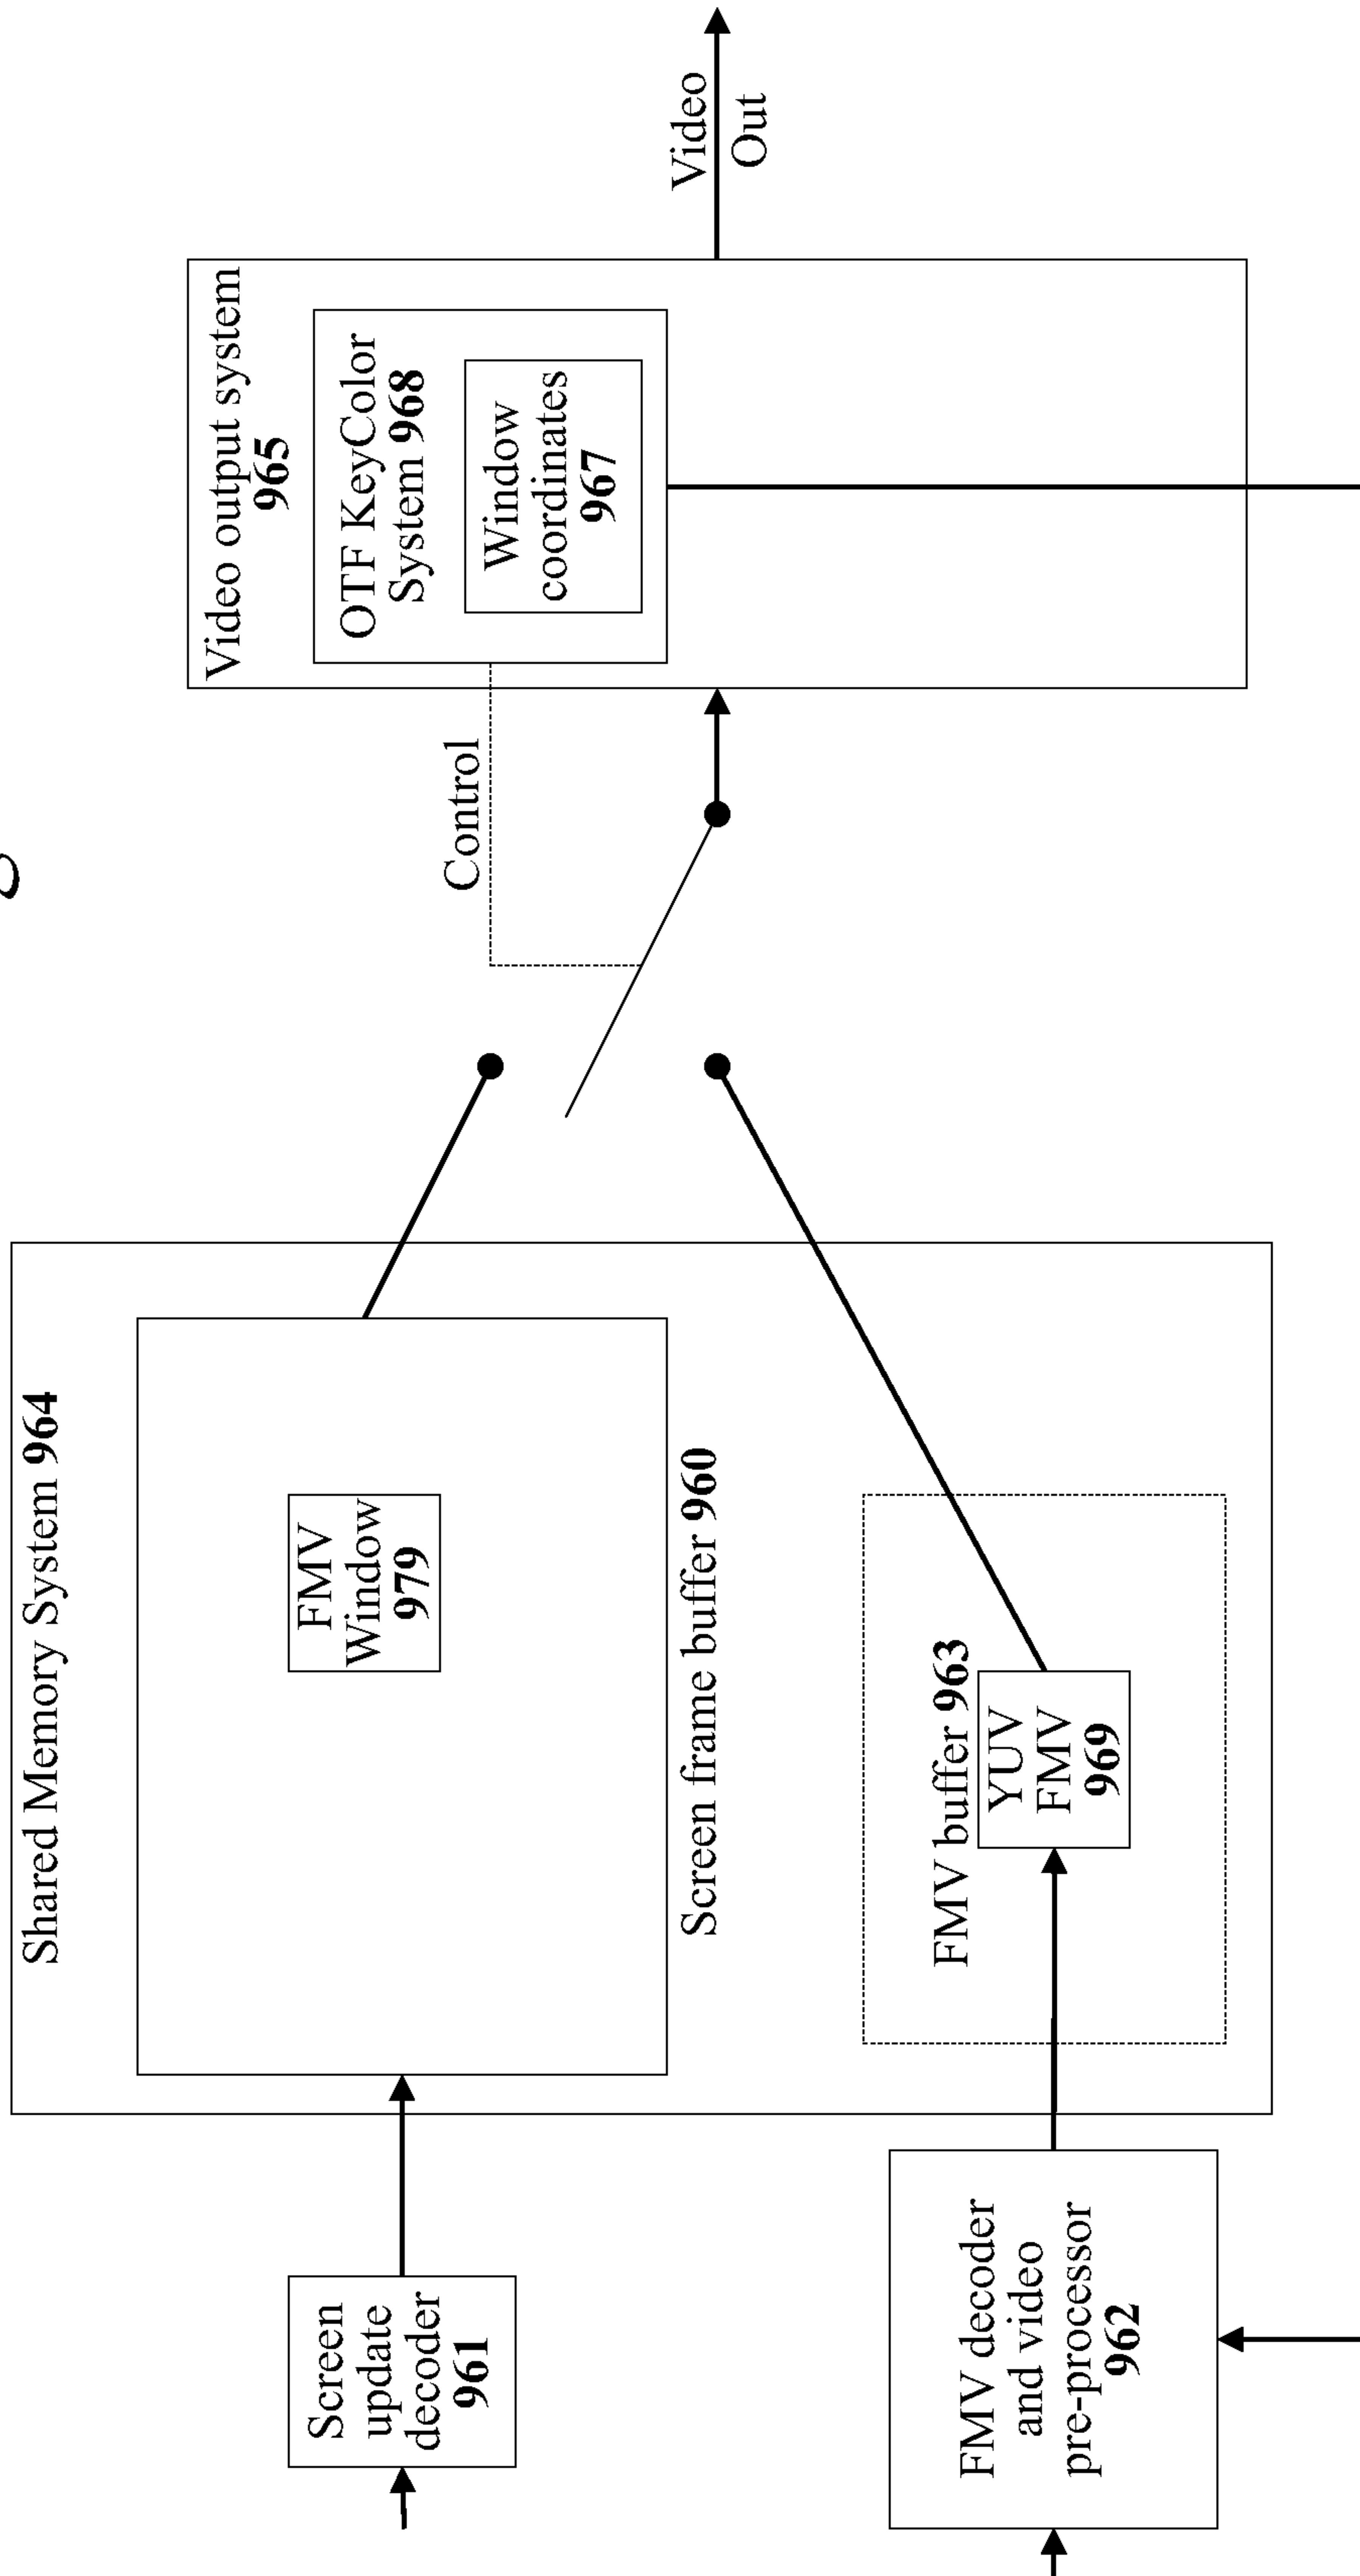 Shared Memory System 964
FMV
Window
979
Screen frame buffer 960
FMV buffer 963
YUV
FMV
969
Screen
update
decoder
961
FMV decoder
and video
pre-processor
962
Control
Video output system
965
OTF KeyColor
System 968
Window
coordinates
967
Video
Out